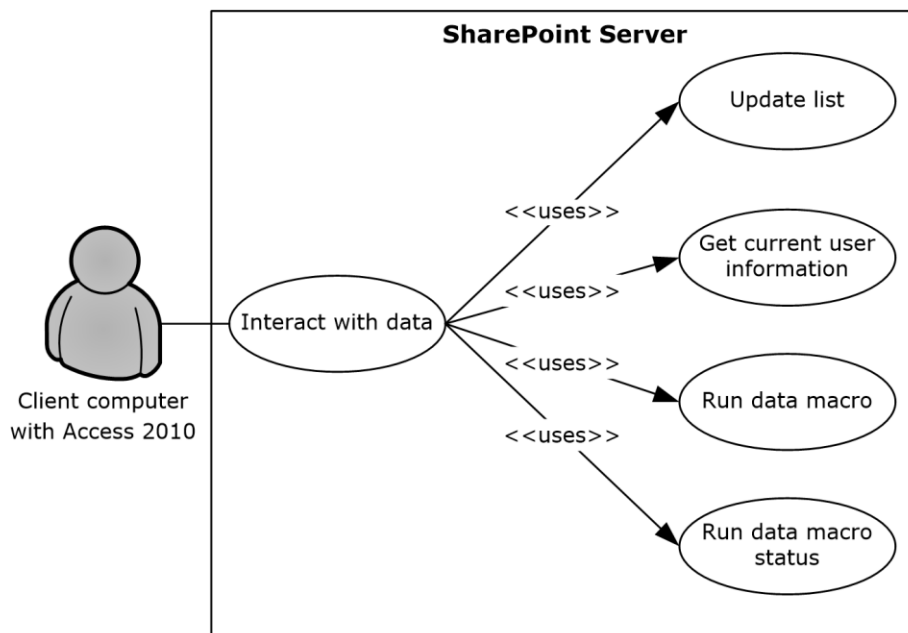 SharePoint Server
Update list
<<uses>>
Get current user
information
<<uses>>
Interact with data
<<uses>>
Client computer
with Access 2010
Run data macro
<<uses>>
Run data macro
status